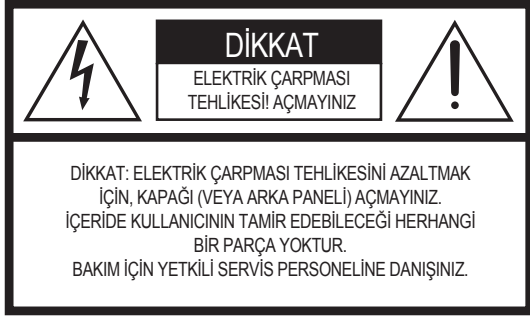 DİKKAT
ELEKTRİK ÇARPMASI
TEHLİKESİ! AÇMAYINIZ
DİKKAT: ELEKTRİK ÇARPMASI TEHLİKESİNİ AZALTMAK
İÇİN, KAPAĞI (VEYA ARKA PANELİ) AÇMAYINIZ.
İÇERİDE KULLANICININ TAMİR EDEBİLECEĞİ HERHANGİ
BİR PARÇA YOKTUR.
BAKIM İÇİN YETKİLİ SERVİS PERSONELİNE DANIŞINIZ.